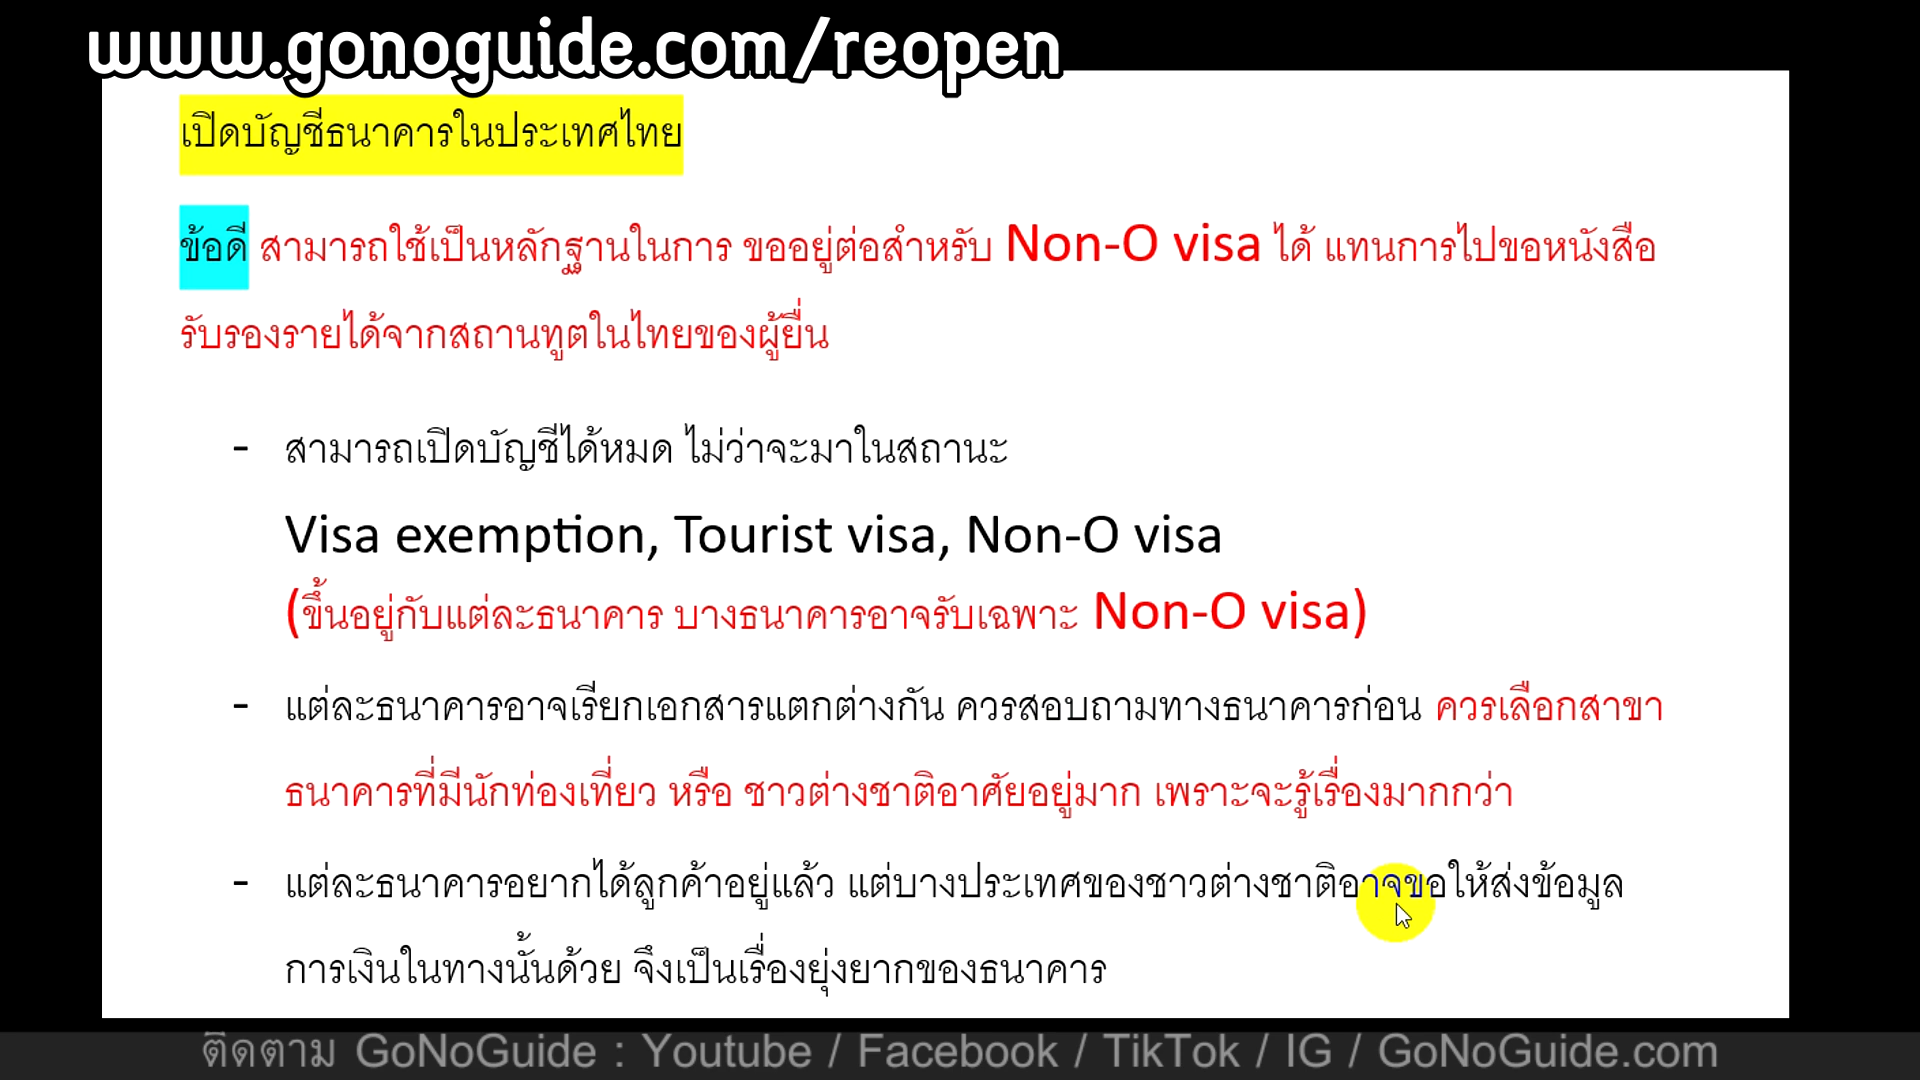 www.gonoguide.com/reopen
เปิดบัญชีธนาคารในประเทศไทย
ข้อดี สามารถใช้เป็นหลักฐานในการ ขออยู่ต่อสำหรับ Non-O visa ได้ แทนการไปขอหนังสือ
รับรองรายได้จากสถานทูตในไทยของผู้ยื่น
- สามารถเปิดบัญชีได้หมด ไม่ว่าจะมาในสถานะ
Visa exemption, Tourist visa, Non-O visa
(ขึ้นอยู่กับแต่ละธนาคาร บางธนาคารอาจรับเฉพาะ Non-O visa)
- แต่ละธนาคารอาจเรียกเอกสารแตกต่างกัน ควรสอบถามทางธนาคารก่อน ควรเลือกสาขา
ธนาคารที่มีนักท่องเที่ยว หรือ ชาวต่างชาติอาศัยอยู่มาก เพราะจะรู้เรื่องมากกว่า
- แต่ละธนาคารอยากได้ลูกค้าอยู่แล้ว แต่บางประเทศของชาวต่างชาติอาจขอให้ส่งข้อมูล
การเงินในทางนั้นด้วย จึงเป็นเรื่องยุ่งยากของธนาคาร
ติดตาม GoNoGuide : Youtube / Facebook / TikTok / IG / GoNoGuide.com